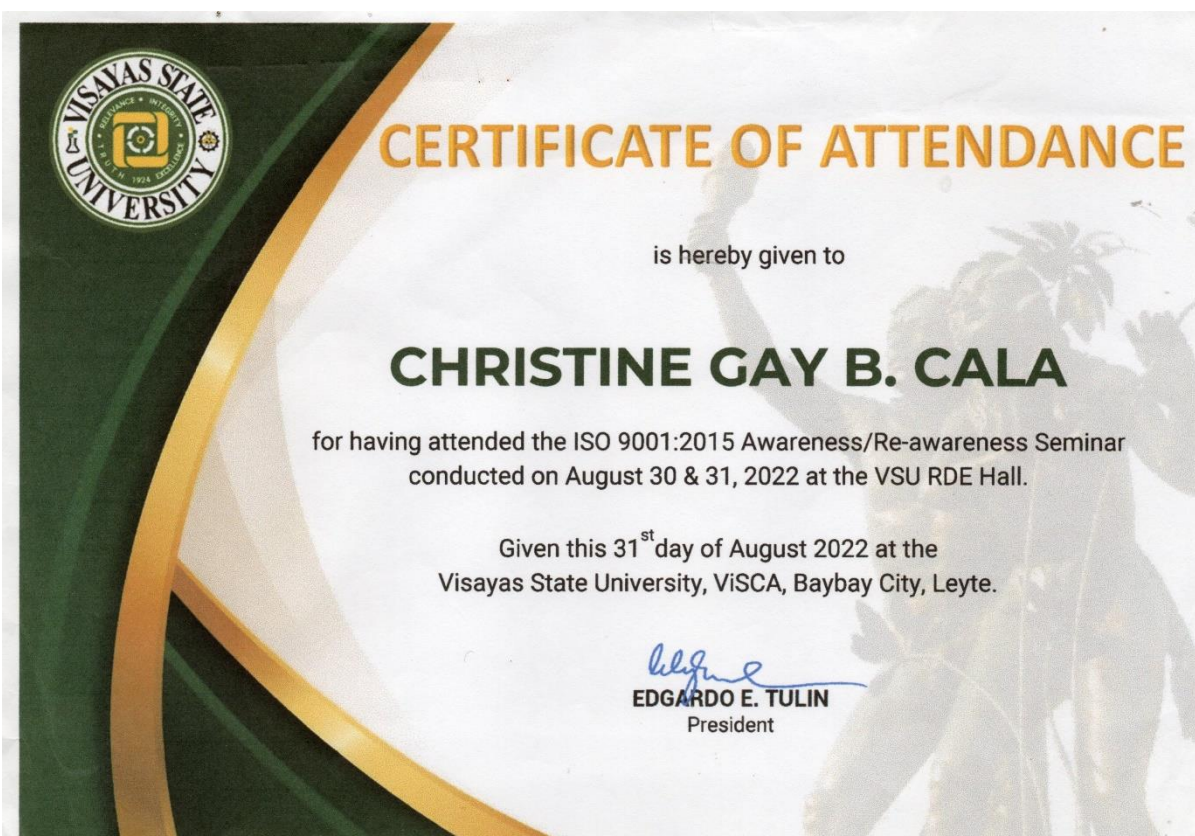 VISAYAS STATE UNIVERSITY
RELEVANCE • INTEGRITY • TRUTH 1924 EXCELLENCE
CERTIFICATE OF ATTENDANCE
is hereby given to
CHRISTINE GAY B. CALA
for having attended the ISO 9001:2015 Awareness/Re-awareness Seminar
conducted on August 30 & 31, 2022 at the VSU RDE Hall.
Given this 31st day of August 2022 at the
Visayas State University, ViSCA, Baybay City, Leyte.
EDGARDO E. TULIN
President